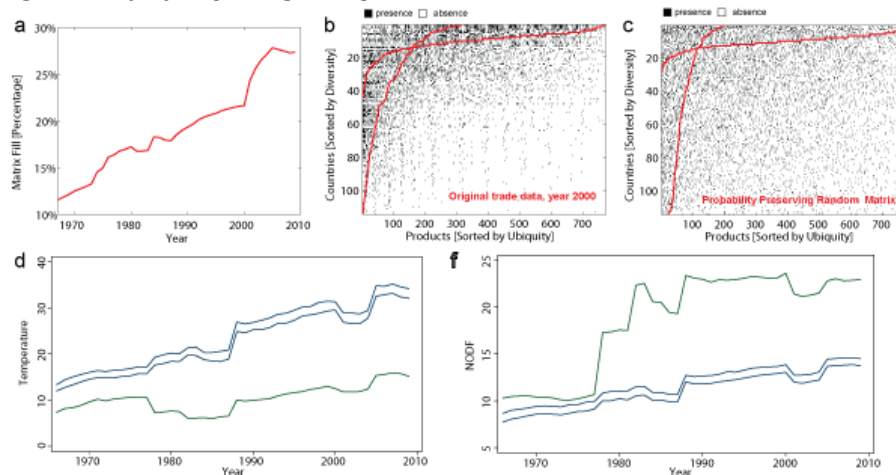 a
30%
25%
20%
15%
10%
Matrix Fill [Percentage]
1970
1980
1990
2000
2010
Year
b
presence
absence
20
40
60
80
100
Countries [Sorted by Diversity]
Original trade data, year 2000
100
200
300
400
500
600
700
Products [Sorted by Ubiquity]
c
presence
absence
20
40
60
80
100
Countries [Sorted by Diversity]
Probability Preserving Random Matrix
100
200
300
400
500
600
700
Products [Sorted by Ubiquity]
d
40
30
20
10
0
Temperature
1970
1980
1990
2000
2010
Year
f
25
20
15
10
5
NODF
1970
1980
1990
2000
2010
Year